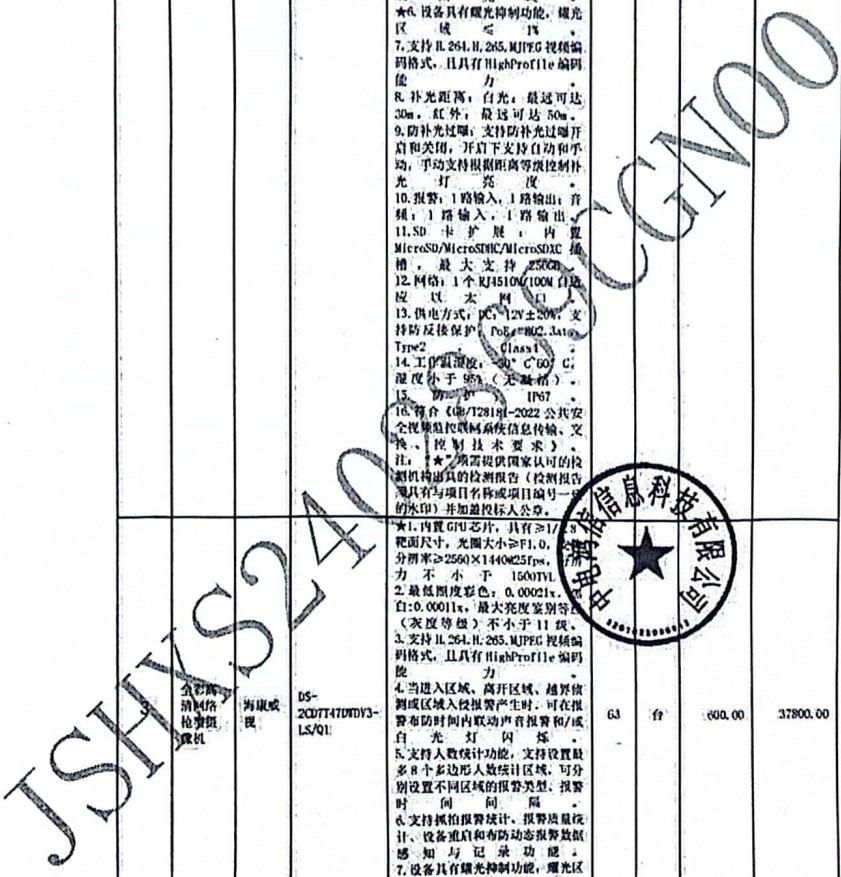 ★6.设备具有曝光抑制功能，曝光
区域≤1%。
7.支持H.264.H.265.MJPEG视频编
码格式，且具有HighProfile编码
能力。
8.补光距离：白光：最远可达
30m，红外：最远可达50m。
9.防补光过曝：支持防补光过曝开
启和关闭，开启下支持自动和手
动，手动支持根据距离等级控制补
光灯亮度。
10.报警：1路输入，1路输出；音
频：1路输入，1路输出。
11.SD卡扩展：内置
MicroSD/MicroSDHC/MicroSDXC插
槽，最大支持256GB。
12.网络：1个RJ4510M/100M自适
应以太网口。
13.供电方式：DC：12V±20%，支
持防反接保护；PoE：802.3at，
Type2，Class4。
14.工作温湿度：-30°C~60°C，
湿度小于95%（无凝结）。
15.防护：IP67
16.符合《GB/T28181-2022公共安
全视频监控联网系统信息传输、交
换、控制技术要求》。
注：“★”项需提供国家认可的检
测机构出具的检测报告（检测报告
须具有与项目名称或项目编号一致
的水印）并加盖投标人公章。
3
全彩高
清网络
枪型摄
像机
海康威
视
DS-
2CD7T47DWDY3-
LS/Q1
★1.内置GPU芯片，具有≥1/1.8
靶面尺寸，光圈大小≥F1.0，
分辨率≥2560×1440@25fps，
力不小于1500TVL
2.最低照度彩色：0.0002lx，
白:0.0001lx，最大亮度鉴别等级
（灰度等级）不小于11级。
3.支持H.264.H.265.MJPEG视频编
码格式，且具有HighProfile编码
能力。
4.当进入区域、离开区域、越界侦
测或区域入侵报警产生时，可在报
警布防时间内联动声音报警和/或
白光灯闪烁。
5.支持人数统计功能，支持设置最
多8个多边形人数统计区域，可分
别设置不同区域的报警类型、报警
时间间隔。
6.支持抓拍报警统计、报警质量统
计、设备重启和布防动态报警数据
感知与记录功能。
7.设备具有曝光抑制功能，曝光区
63
台
600.00
37800.00
信息科技有限公司
JSHXS2402369CGN00